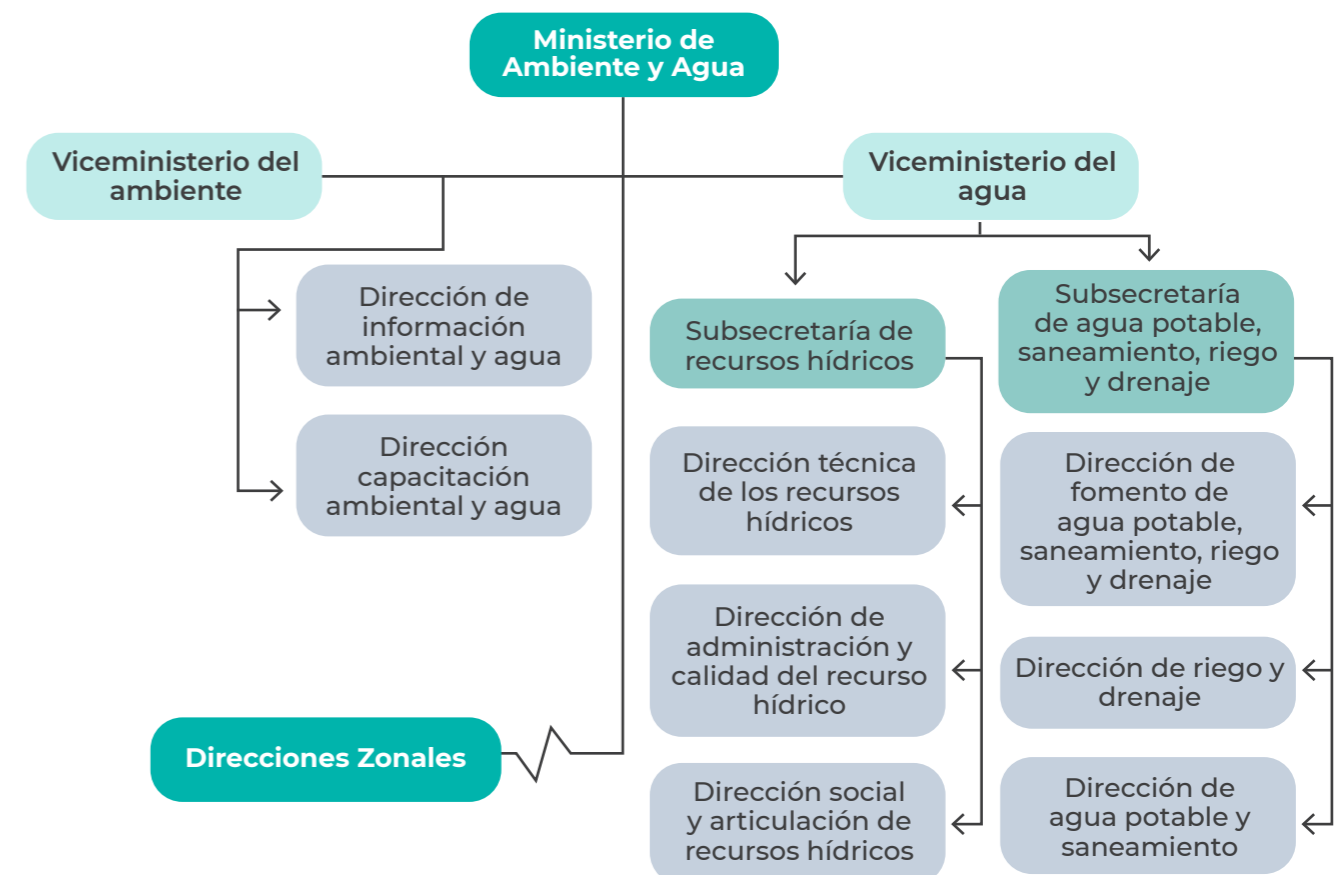 Ministerio de
Ambiente y Agua
Viceministerio del
ambiente
Viceministerio del
agua
Dirección de
información
ambiental y agua
Dirección
capacitación
ambiental y agua
Direcciones Zonales
Subsecretaría de
recursos hídricos
Dirección técnica
de los recursos
hídricos
Dirección de
administración y
calidad del recurso
hídrico
Dirección social
y articulación de
recursos hídricos
Subsecretaría
de agua potable,
saneamiento, riego
y drenaje
Dirección de
fomento de
agua potable,
saneamiento, riego
y drenaje
Dirección de riego y
drenaje
Dirección de
agua potable y
saneamiento